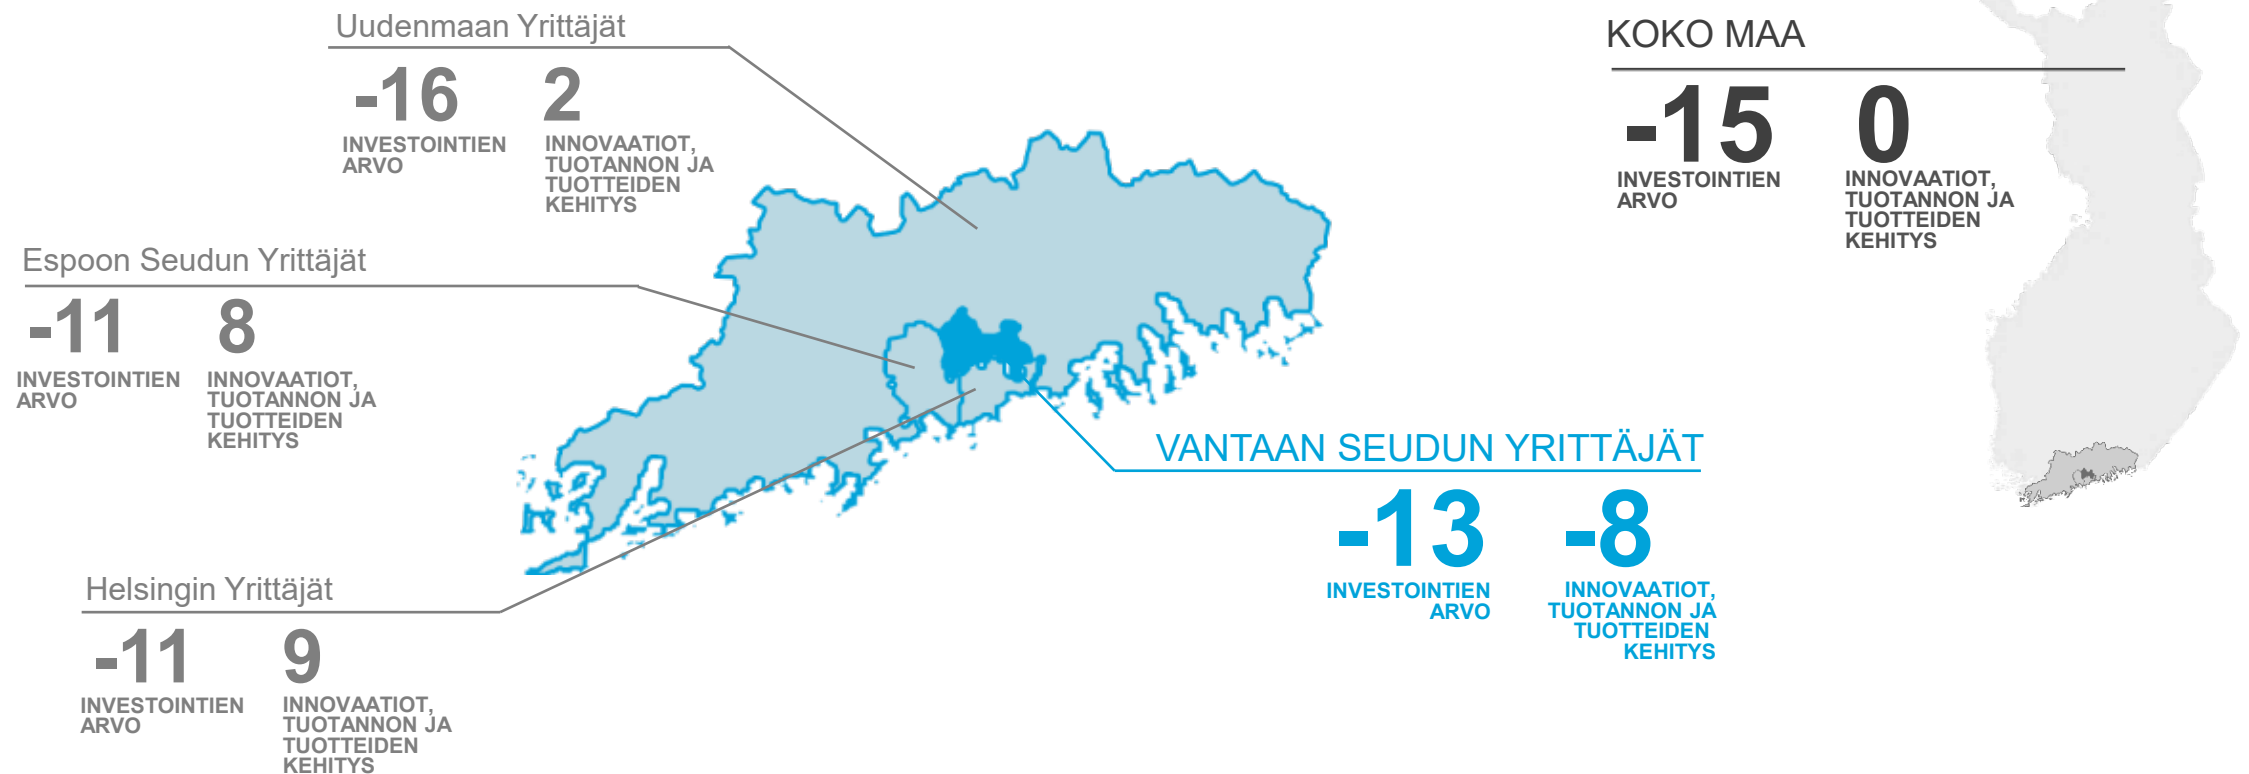 Uudenmaan Yrittäjät
-16
INVESTOINTIEN
ARVO
2
INNOVAATIOT,
TUOTANNON JA
TUOTTEIDEN
KEHITYS
KOKO MAA
-15
INVESTOINTIEN
ARVO
0
INNOVAATIOT,
TUOTANNON JA
TUOTTEIDEN
KEHITYS
Espoon Seudun Yrittäjät
-11
INVESTOINTIEN
ARVO
8
INNOVAATIOT,
TUOTANNON JA
TUOTTEIDEN
KEHITYS
VANTAAN SEUDUN YRITTÄJÄT
-13
INVESTOINTIEN
ARVO
-8
INNOVAATIOT,
TUOTANNON JA
TUOTTEIDEN
KEHITYS
Helsingin Yrittäjät
-11
INVESTOINTIEN
ARVO
9
INNOVAATIOT,
TUOTANNON JA
TUOTTEIDEN
KEHITYS